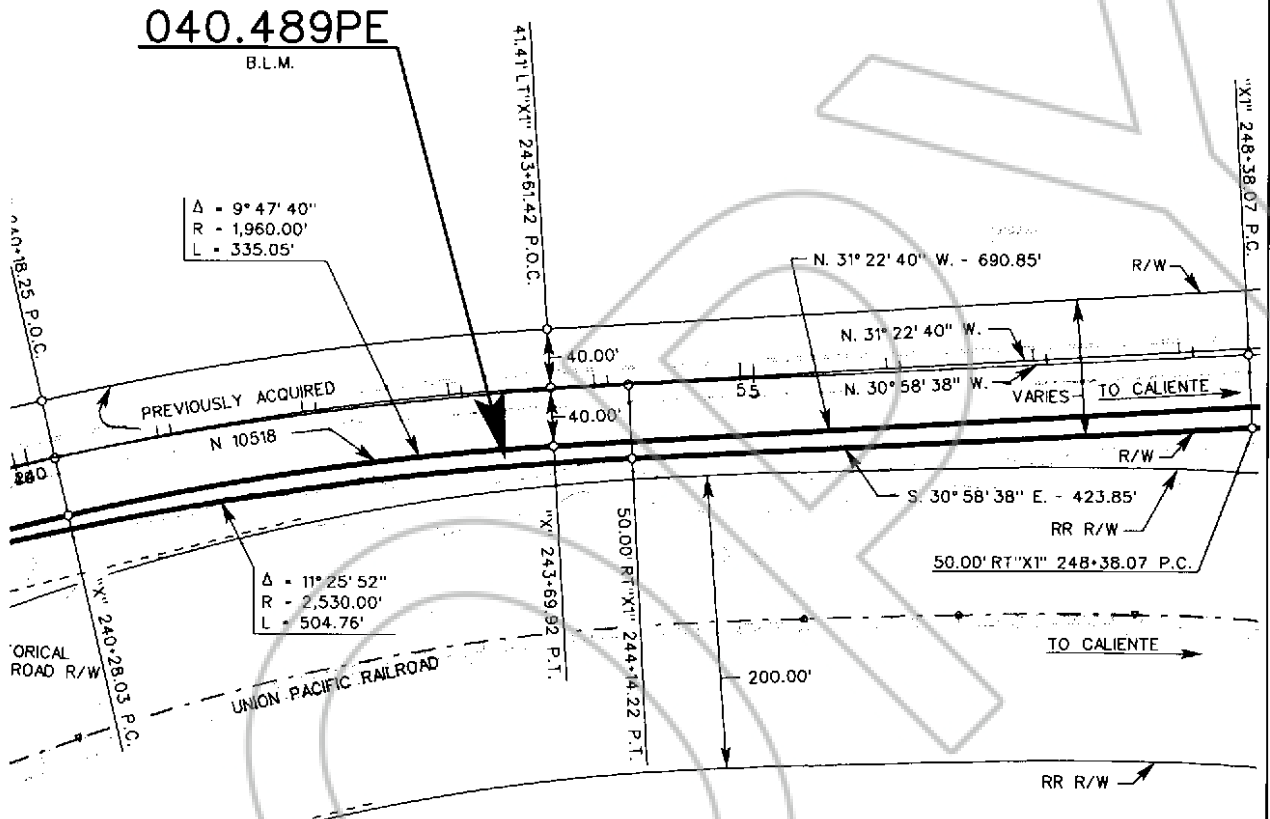 040.489PE
B.L.M.
41.41' LT "X1" 243+61.42 P.O.C.
"X1" 248+38.07 P.C.
Δ = 9° 47' 40"
R = 1,960.00'
L = 335.05'
240+18.25 P.O.C.
N. 31° 22' 40" W. - 690.85'
R/W
N. 31° 22' 40" W.
40.00'
N. 30° 58' 38" W.
PREVIOUSLY ACQUIRED
VARIES
TO CALIENTE
40.00'
N 10518
R/W
240
S. 30° 58' 38" E. - 423.85'
RR R/W
50.00' RT "X1" 248+38.07 P.C.
Δ = 11° 25' 52"
R = 2,530.00'
L = 504.76'
"X" 240+28.03 P.C.
"X" 243+69.92 P.T.
50.00' RT "X1" 244+14.22 P.T.
ORICAL
ROAD R/W
TO CALIENTE
UNION PACIFIC RAILROAD
200.00'
RR R/W